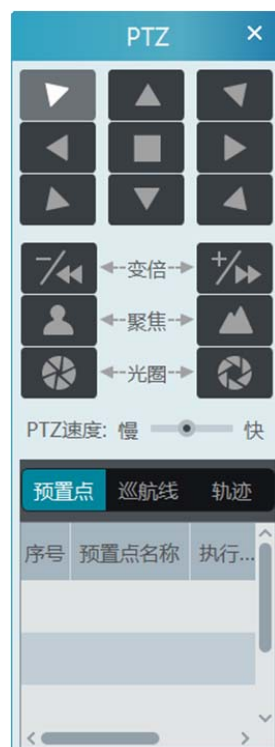 PTZ ×
变倍
聚焦
光圈
PTZ速度: 慢 快
预置点 巡航线 轨迹
序号 预置点名称 执行...